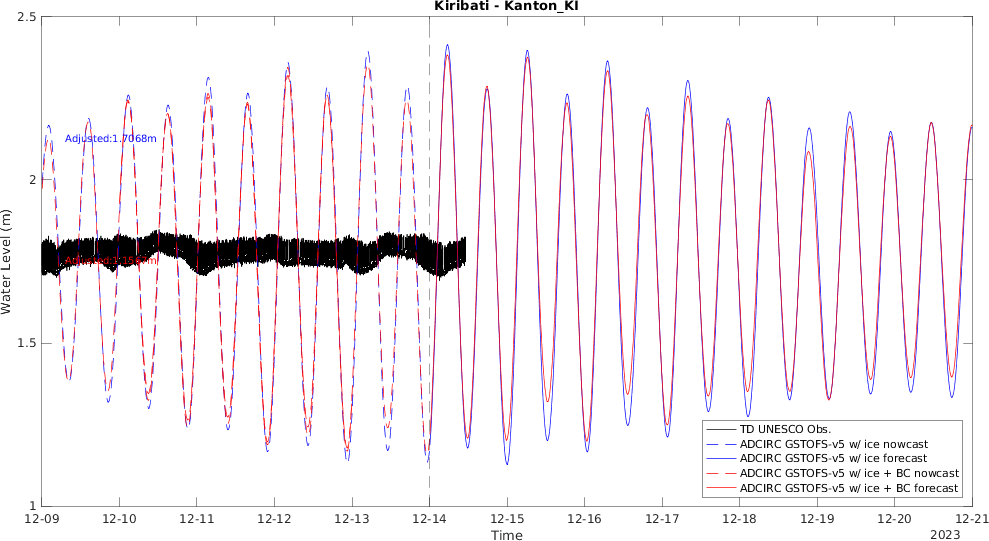 Kiribati - Kanton_KI
2.5
Adjusted:1.7068m
2
Water Level (m)
1.5
TD UNESCO Obs.
ADCIRC GSTOFS-v5 w/ ice nowcast
ADCIRC GSTOFS-v5 w/ ice forecast
ADCIRC GSTOFS-v5 w/ ice + BC nowcast
ADCIRC GSTOFS-v5 w/ ice + BC forecast
1
12-09 12-10 12-11 12-12 12-13 12-14 12-15 12-16 12-17 12-18 12-19 12-20 12-21
Time
2023